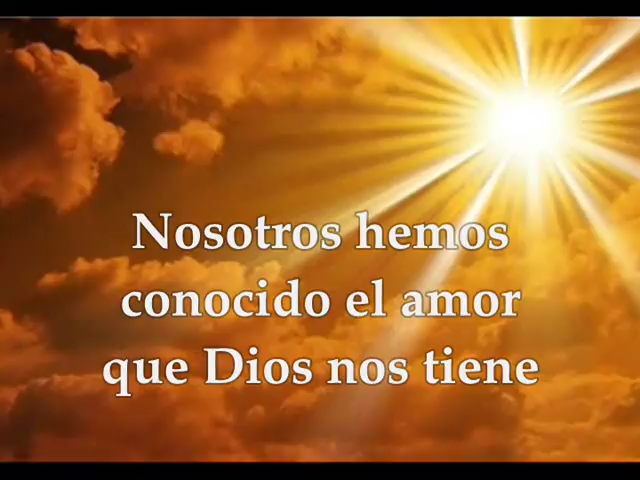 Nosotros hemos
conocido el amor
que Dios nos tiene